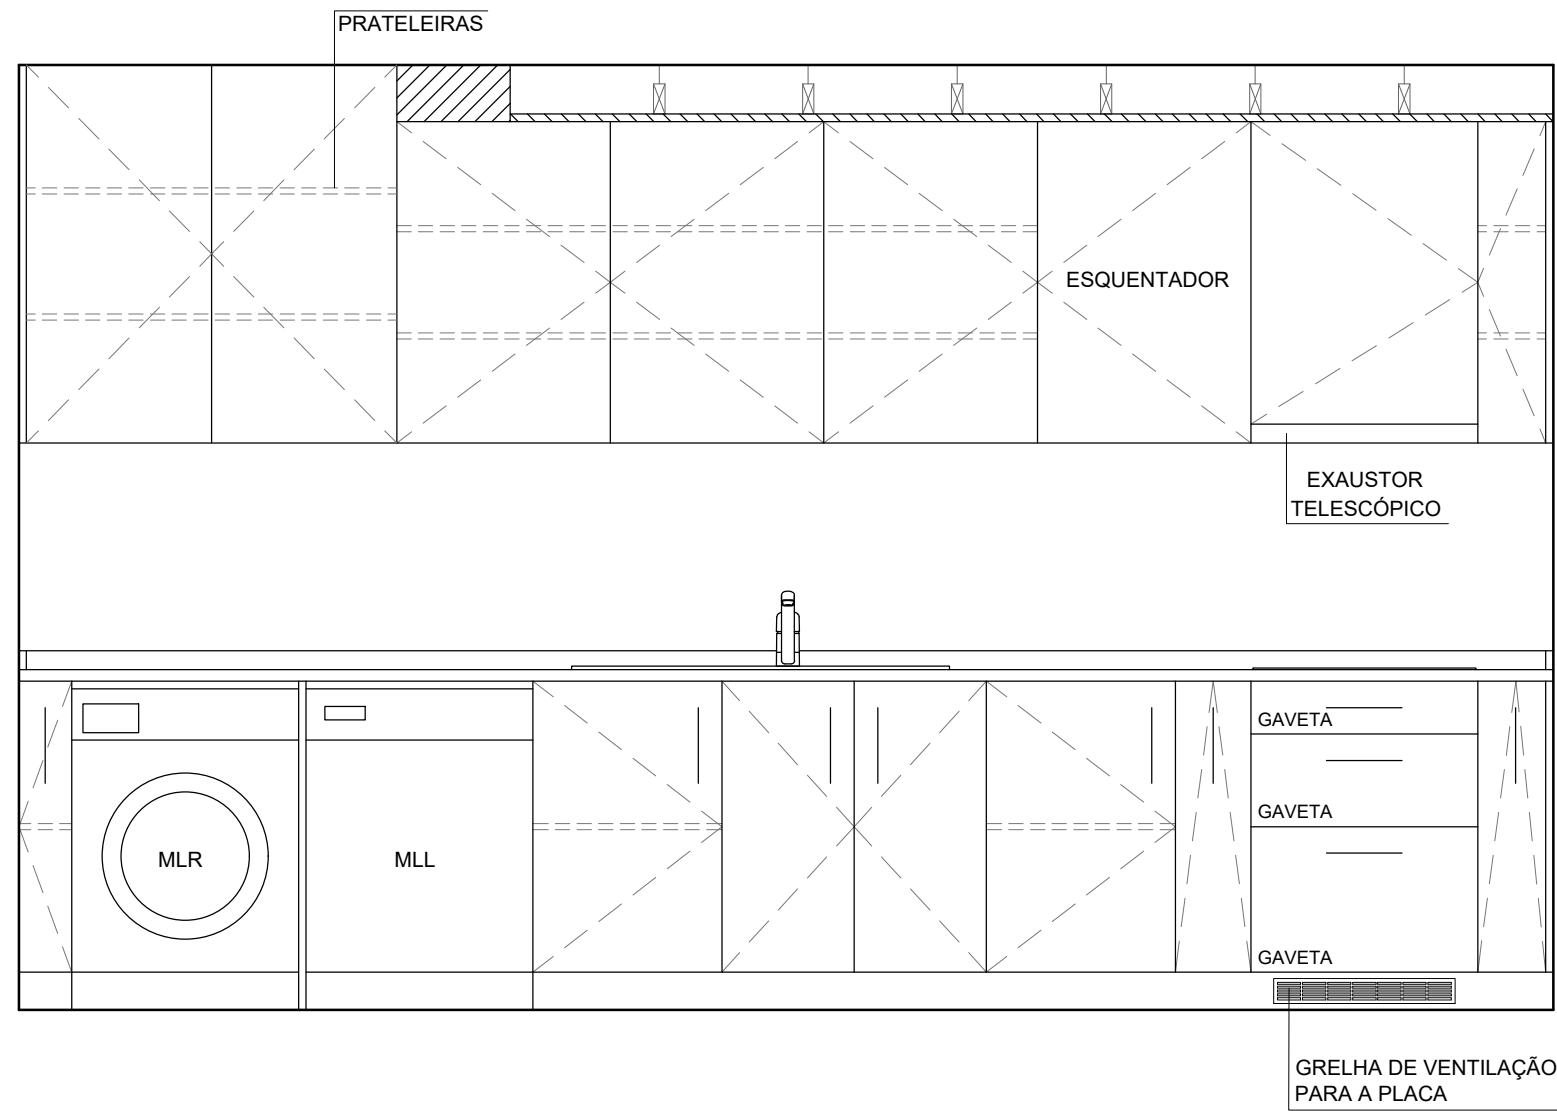 PRATELEIRAS
ESQUENTADOR
EXAUSTOR
TELESCÓPICO
GAVETA
GAVETA
MLR
MLL
GAVETA
GRELHA DE VENTILAÇÃO
PARA A PLACA